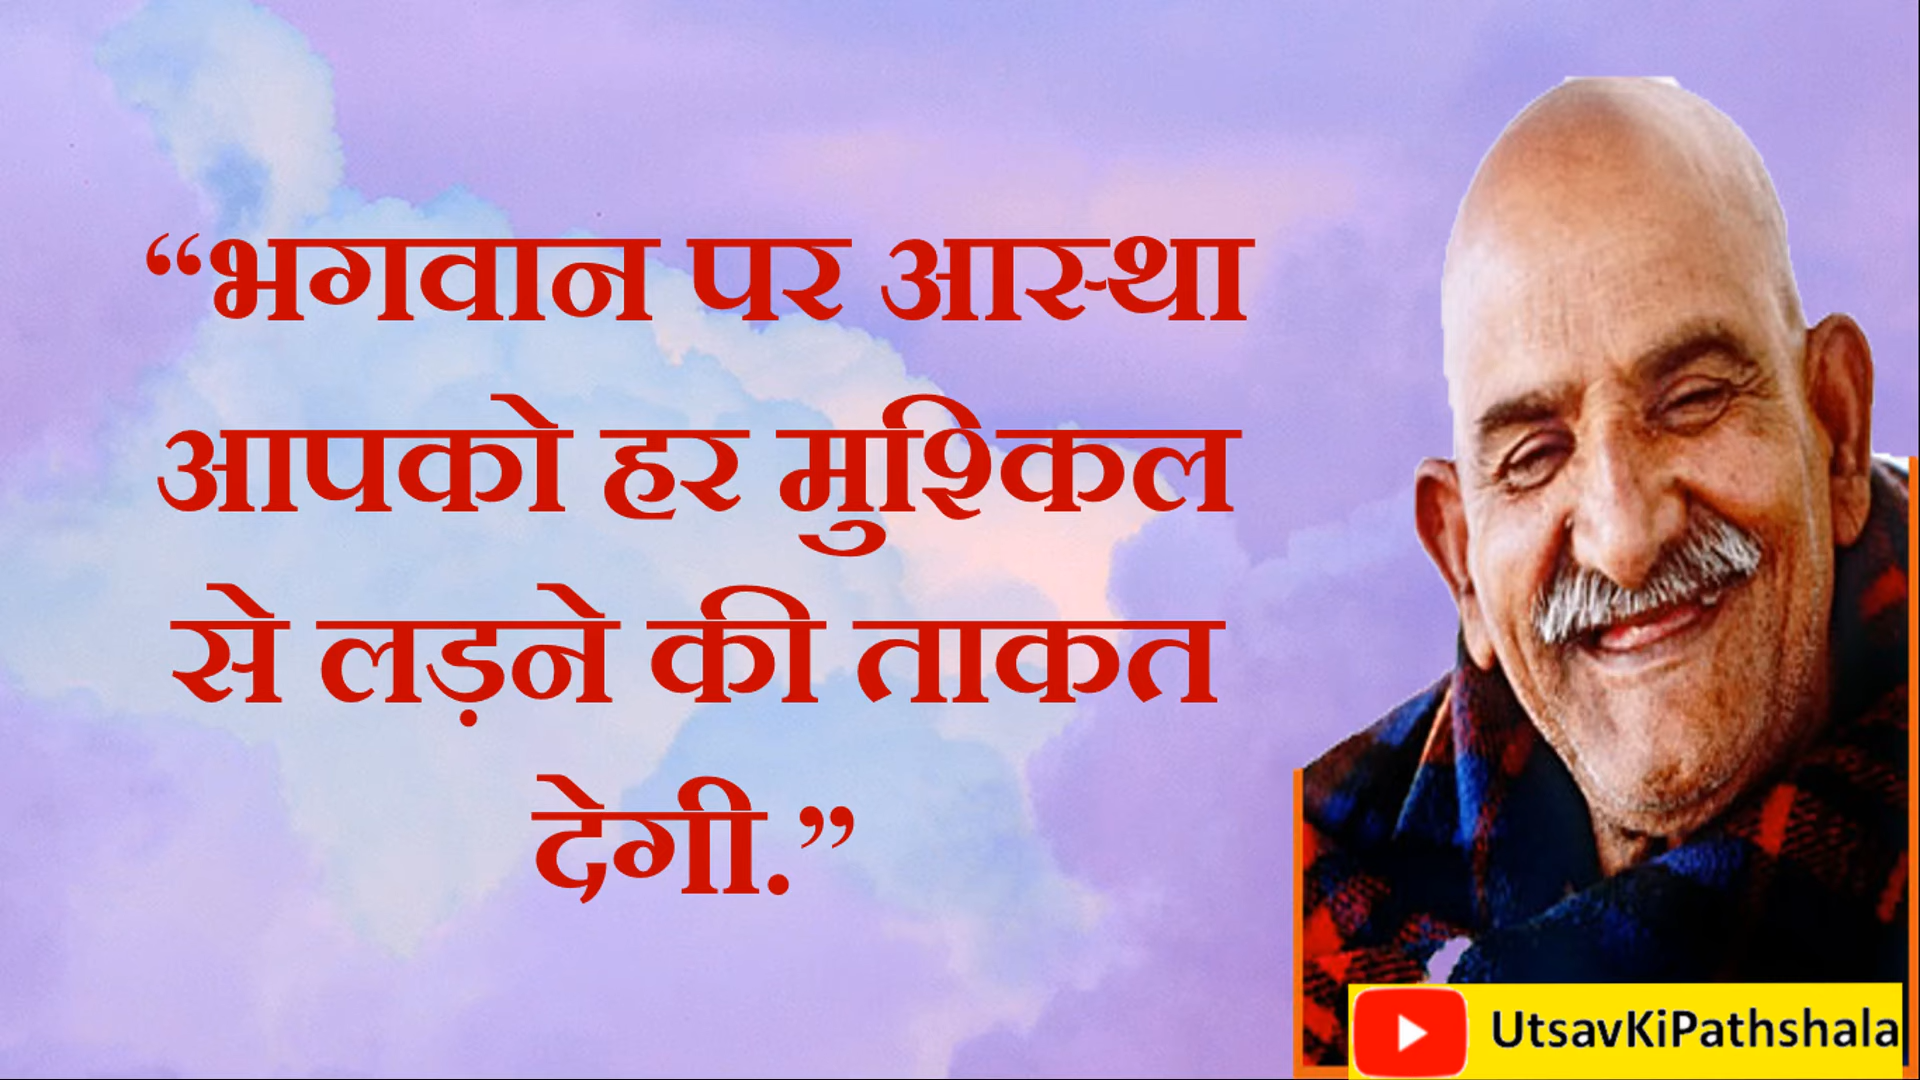 “भगवान पर आस्था
आपको हर मुश्किल
से लड़ने की ताकत
देगी.”
UtsavKiPathshala